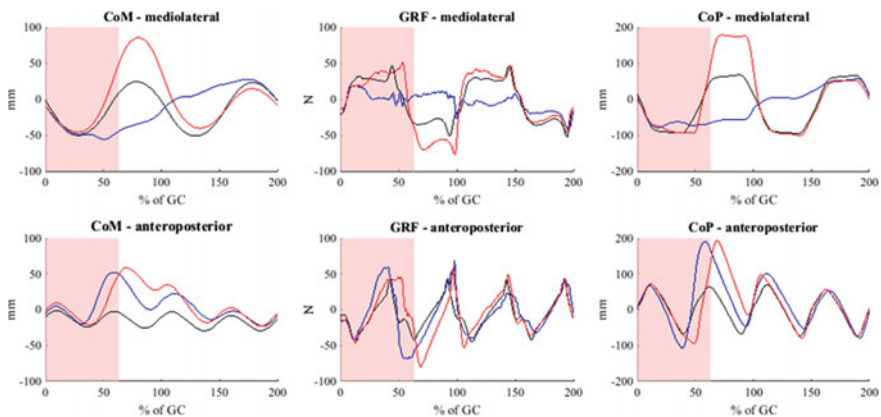 CoM - mediolateral
GRF - mediolateral
CoP - mediolateral
100
50
0
-50
-100
mm
0 50 100 150 200
% of GC
100
50
0
-50
-100
N
0 50 100 150 200
% of GC
200
100
0
-100
-200
mm
0 50 100 150 200
% of GC
CoM - anteroposterior
GRF - anteroposterior
CoP - anteroposterior
100
50
0
-50
-100
mm
0 50 100 150 200
% of GC
100
50
0
-50
-100
N
0 50 100 150 200
% of GC
200
100
0
-100
-200
mm
0 50 100 150 200
% of GC